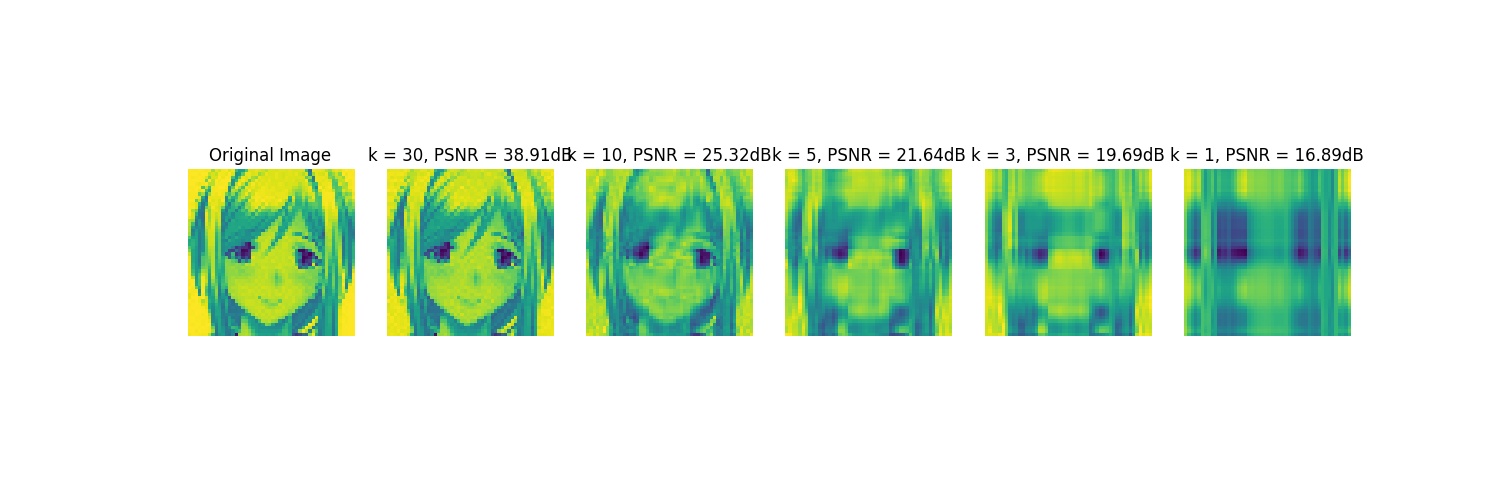 Original Image
k = 30, PSNR = 38.91dB
k = 10, PSNR = 25.32dB
k = 5, PSNR = 21.64dB
k = 3, PSNR = 19.69dB
k = 1, PSNR = 16.89dB